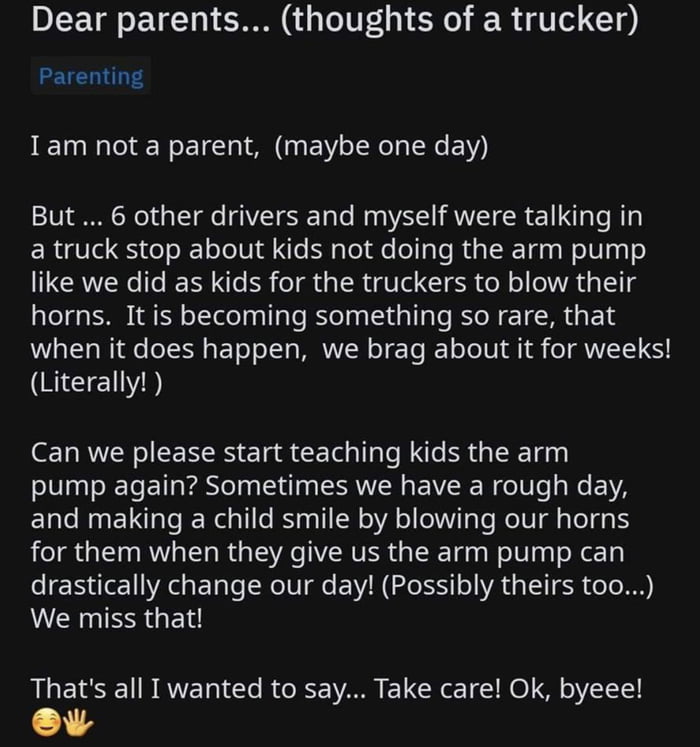 Dear parents... (thoughts of a trucker)
Parenting
I am not a parent,  (maybe one day)
But ... 6 other drivers and myself were talking in
a truck stop about kids not doing the arm pump
like we did as kids for the truckers to blow their
horns.  It is becoming something so rare, that
when it does happen,  we brag about it for weeks!
(Literally! )
Can we please start teaching kids the arm
pump again? Sometimes we have a rough day,
and making a child smile by blowing our horns
for them when they give us the arm pump can
drastically change our day! (Possibly theirs too...)
We miss that!
That's all I wanted to say... Take care! Ok, byeee!
😊👋